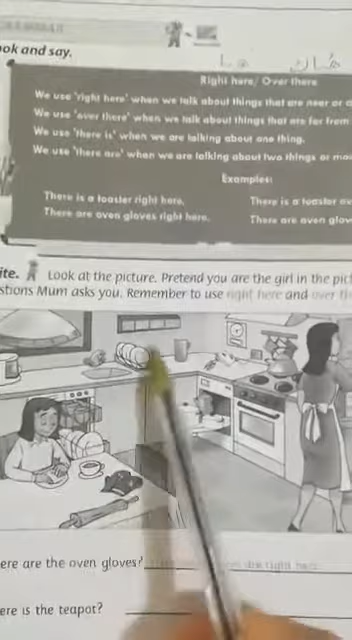 ook and say.
Right here/ Over there
We use 'right here' when we talk about things that are near or
We use 'over there' when we talk about things that are far from
We use 'there is' when we are talking about one thing.
We use 'there are' when we are talking about two things or
Examples:
There is a toaster right here.
There is a toaster
There are oven gloves right here.
There are oven
ite. Look at the picture. Pretend you are the girl in the
stions Mum asks you. Remember to use right here and over
ere are the oven gloves? are right here.
ere is the teapot?